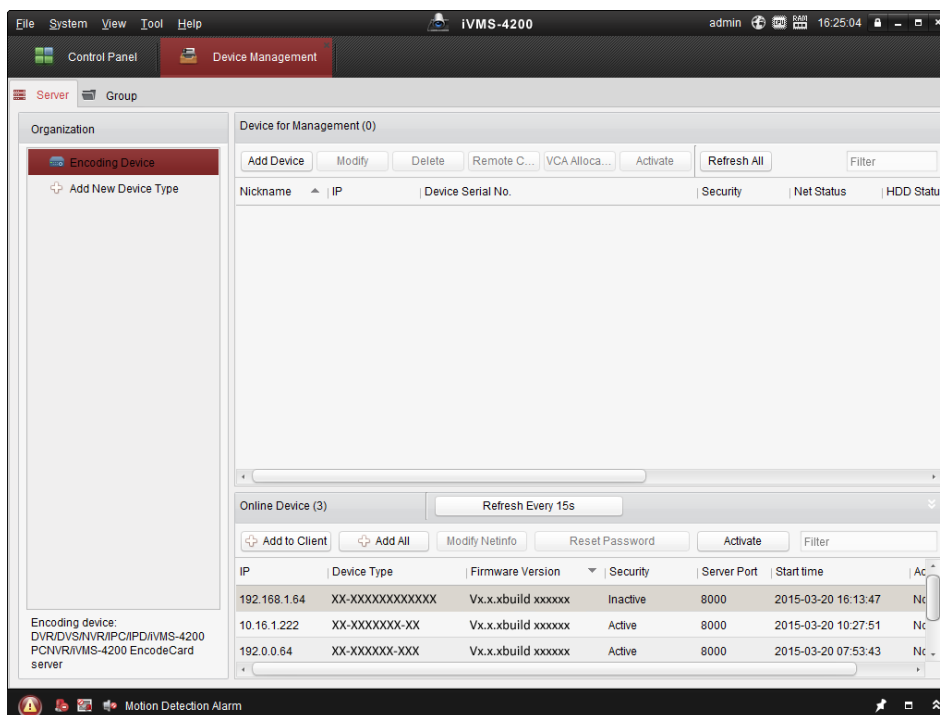 File System View Tool Help iVMS-4200 admin CPU RAM 16:25:04
Control Panel Device Management
Server Group
Organization
Encoding Device
Add New Device Type
Encoding device:
DVR/DVS/NVR/IPC/IPD/iVMS-4200
PCNVR/iVMS-4200 EncodeCard
server
Device for Management (0)
Add Device Modify Delete Remote C... VCA Alloca... Activate Refresh All Filter
Nickname IP Device Serial No. Security Net Status HDD Statu
Online Device (3) Refresh Every 15s
Add to Client Add All Modify Netinfo Reset Password Activate Filter
IP Device Type Firmware Version Security Server Port Start time Ac
192.168.1.64 XX-XXXXXXXXXXXX Vx.x.xbuild xxxxxx Inactive 8000 2015-03-20 16:13:47 No
10.16.1.222 XX-XXXXXXX-XX Vx.x.xbuild xxxxxx Active 8000 2015-03-20 10:27:51 No
192.0.0.64 XX-XXXXXX-XXX Vx.x.xbuild xxxxxx Active 8000 2015-03-20 07:53:43 No
Motion Detection Alarm